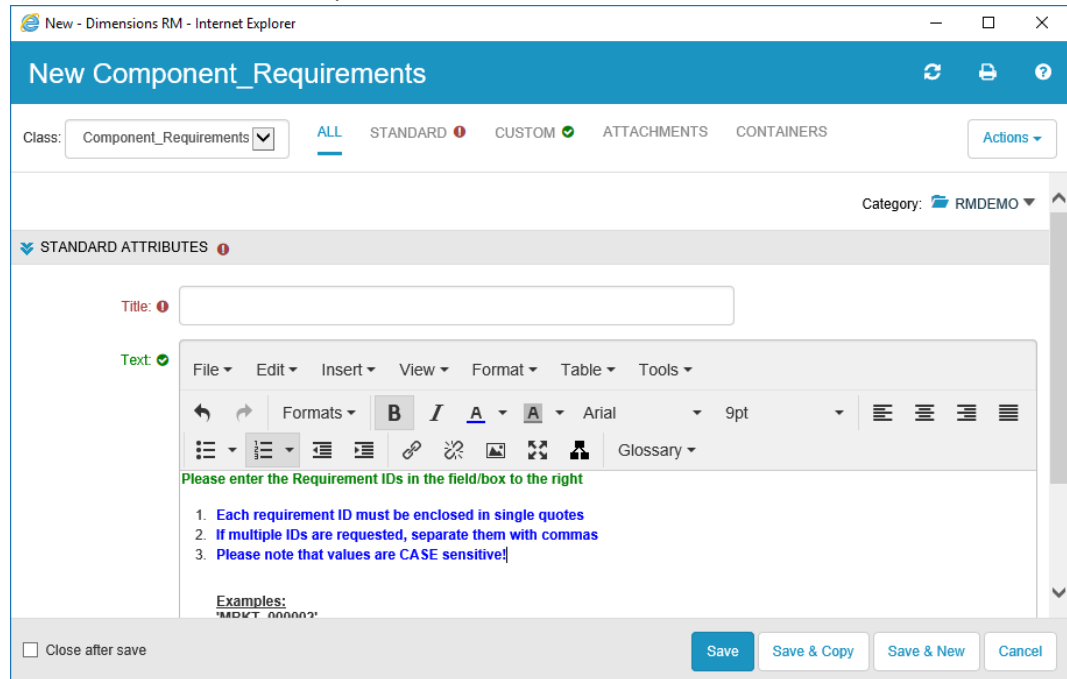 New - Dimensions RM - Internet Explorer
New Component_Requirements
Class: Component_Requirements ALL STANDARD CUSTOM ATTACHMENTS CONTAINERS Actions
Category: RMDEMO
STANDARD ATTRIBUTES
Title:
Text:
File Edit Insert View Format Table Tools
Formats B I A A Arial 9pt
Glossary
Please enter the Requirement IDs in the field/box to the right
1. Each requirement ID must be enclosed in single quotes
2. If multiple IDs are requested, separate them with commas
3. Please note that values are CASE sensitive!
Examples:
'MRKT_000002'
Close after save Save Save & Copy Save & New Cancel